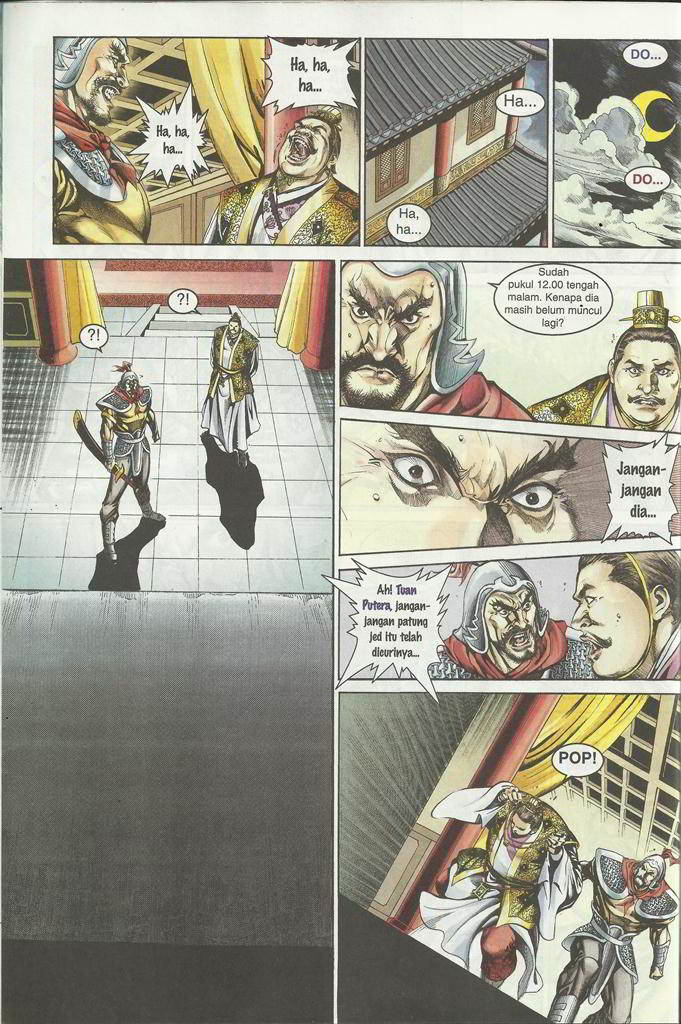 Ha, ha,
ha...
Ha, ha,
ha...
Ha...
Ha,
ha...
DO...
DO...
?!
?!
Sudah
pukul 12.00 tengah
malam. Kenapa dia
masih belum muncul
lagi?
Jangan-
jangan
dia...
Ah! Tuan
Putera, jangan-
jangan patung
jed itu telah
dicurinya...
POP!